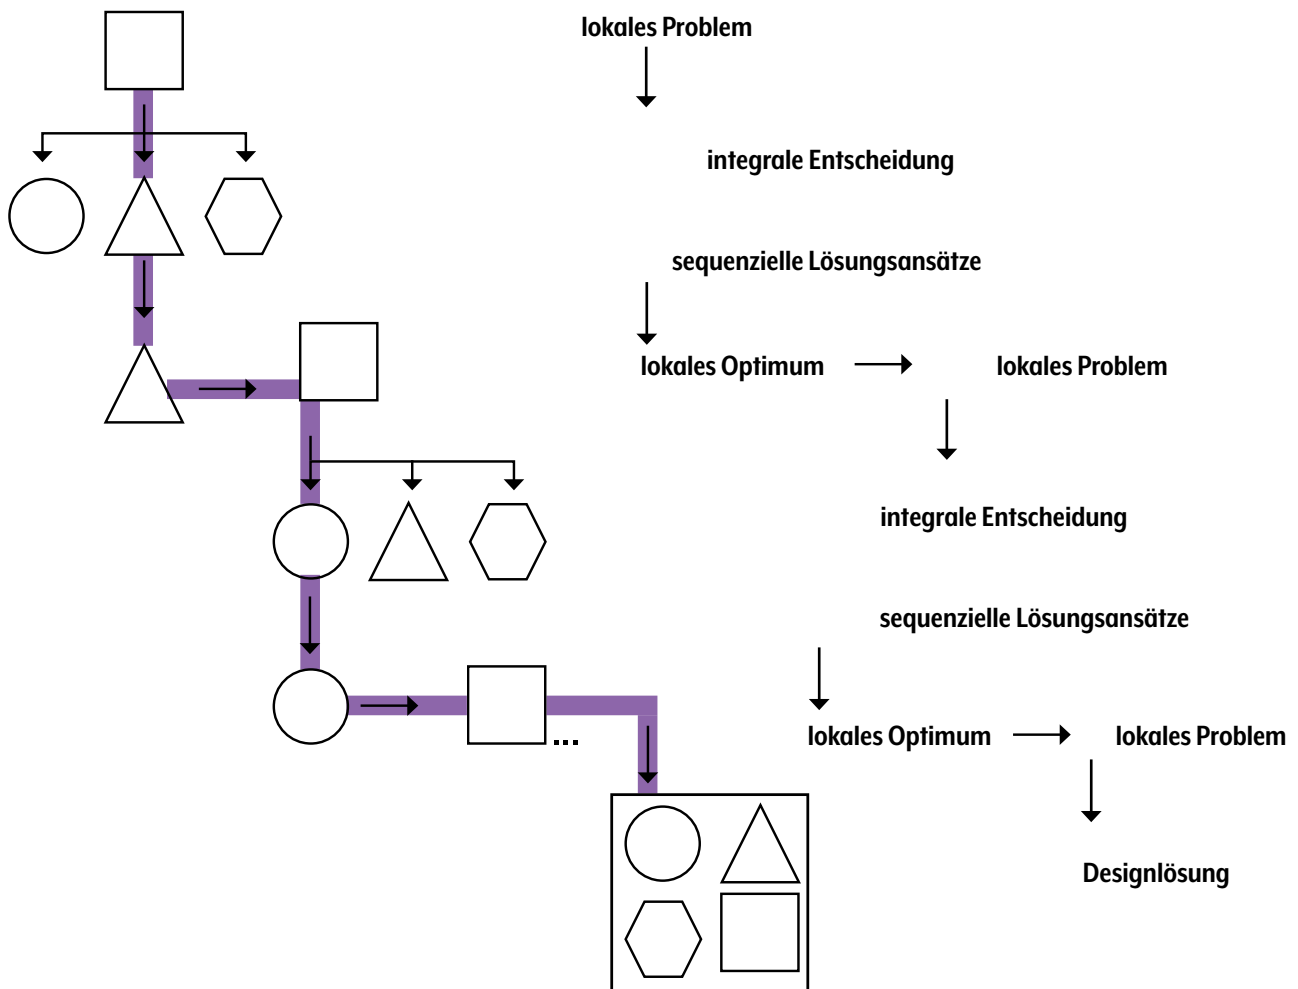 lokales Problem
integrale Entscheidung
sequenzielle Lösungsansätze
lokales Optimum
lokales Problem
integrale Entscheidung
sequenzielle Lösungsansätze
lokales Optimum
lokales Problem
...
Designlösung